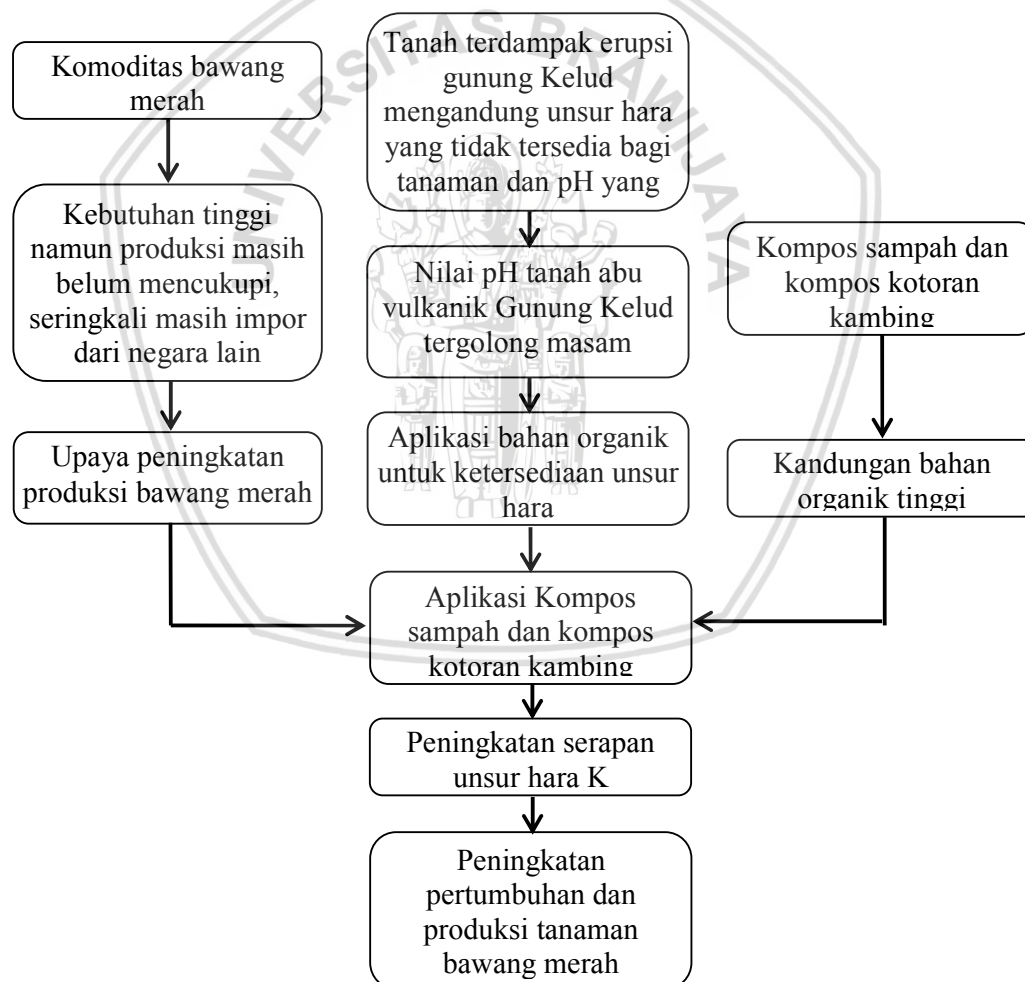 UNIVERSITAS BRAWIJAYA
Komoditas bawang
merah
Kebutuhan tinggi
namun produksi masih
belum mencukupi,
seringkali masih impor
dari negara lain
Upaya peningkatan
produksi bawang merah
Tanah terdampak erupsi
gunung Kelud
mengandung unsur hara
yang tidak tersedia bagi
tanaman dan pH yang
Nilai pH tanah abu
vulkanik Gunung Kelud
tergolong masam
Aplikasi bahan organik
untuk ketersediaan unsur
hara
Kompos sampah dan
kompos kotoran
kambing
Kandungan bahan
organik tinggi
Aplikasi Kompos
sampah dan kompos
kotoran kambing
Peningkatan serapan
unsur hara K
Peningkatan
pertumbuhan dan
produksi tanaman
bawang merah